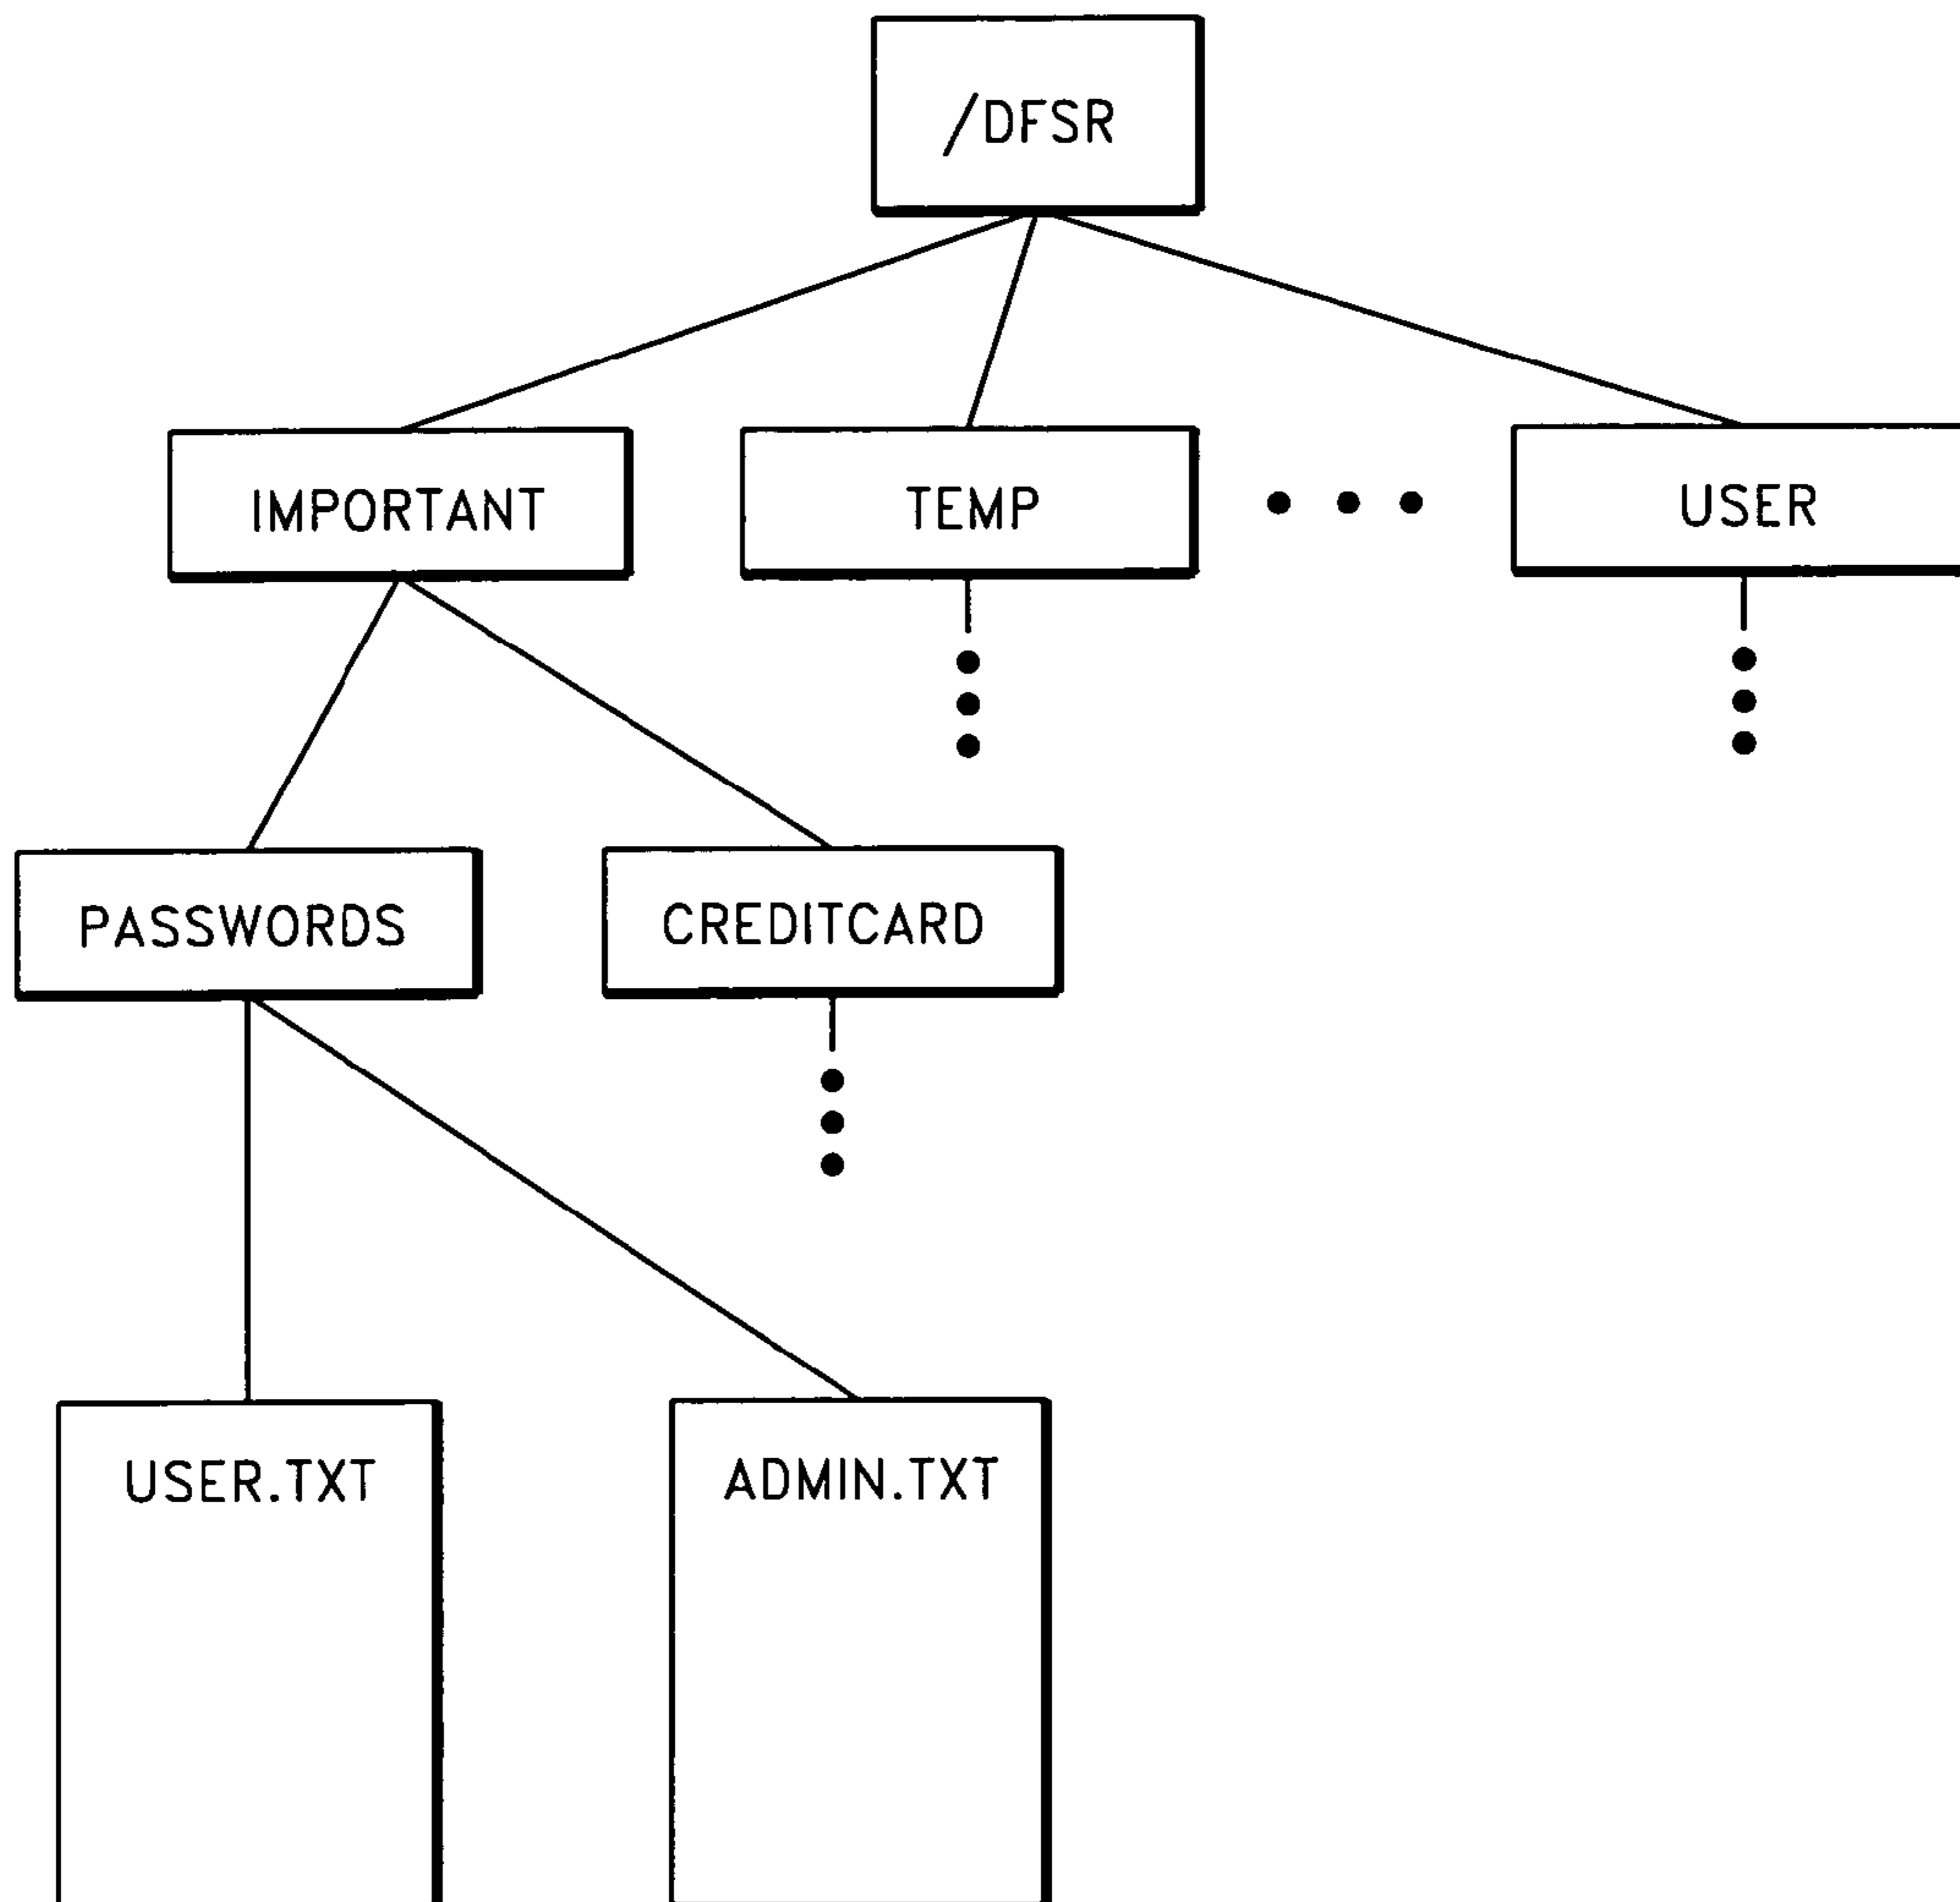 /DFSR
IMPORTANT
TEMP
USER
PASSWORDS
CREDITCARD
USER.TXT
ADMIN.TXT